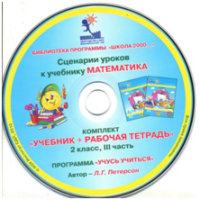 БИБЛИОТЕКА ПРОГРАММЫ «ШКОЛА 2000...»
Сценарии уроков
к учебнику МАТЕМАТИКА
КОМПЛЕКТ
«УЧЕБНИК + РАБОЧАЯ ТЕТРАДЬ»
2 класс, III часть
ПРОГРАММА «УЧУСЬ УЧИТЬСЯ»
Автор – Л.Г. Петерсон